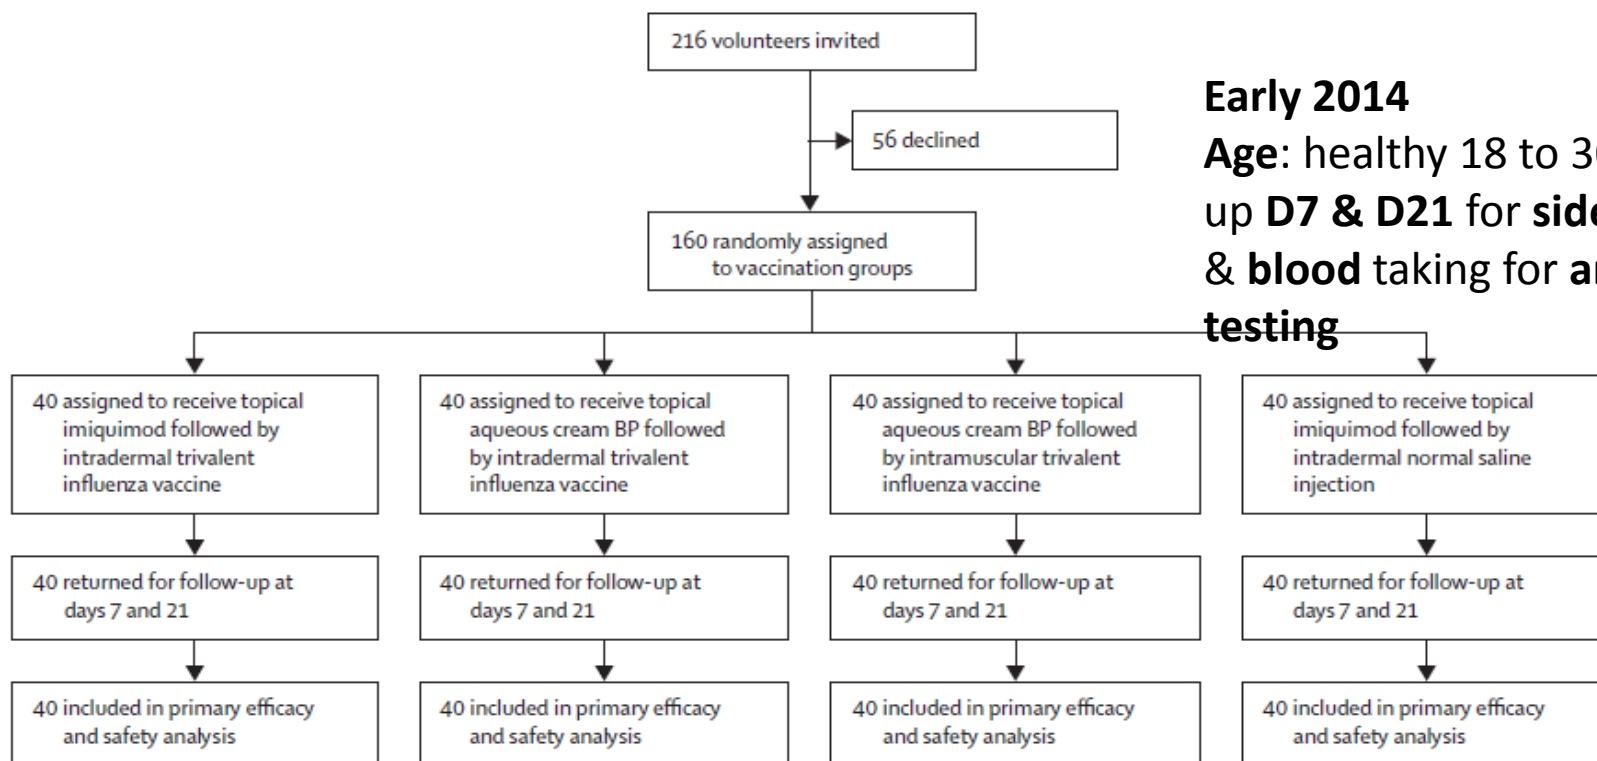 216 volunteers invited
56 declined
Early 2014
Age: healthy 18 to
up D7 & D21 for
& blood taking for
testing
160 randomly assigned
to vaccination groups
40 assigned to receive topical
imiquimod followed by
intradermal trivalent
influenza vaccine
40 assigned to receive topical
aqueous cream BP followed
by intradermal trivalent
influenza vaccine
40 assigned to receive topical
aqueous cream BP followed
by intramuscular trivalent
influenza vaccine
40 assigned to receive topical
imiquimod followed by
intradermal normal saline
injection
40 returned for follow-up at
days 7 and 21
40 returned for follow-up at
days 7 and 21
40 returned for follow-up at
days 7 and 21
40 returned for follow-up at
days 7 and 21
40 included in primary efficacy
and safety analysis
40 included in primary efficacy
and safety analysis
40 included in primary efficacy
and safety analysis
40 included in primary efficacy
and safety analysis